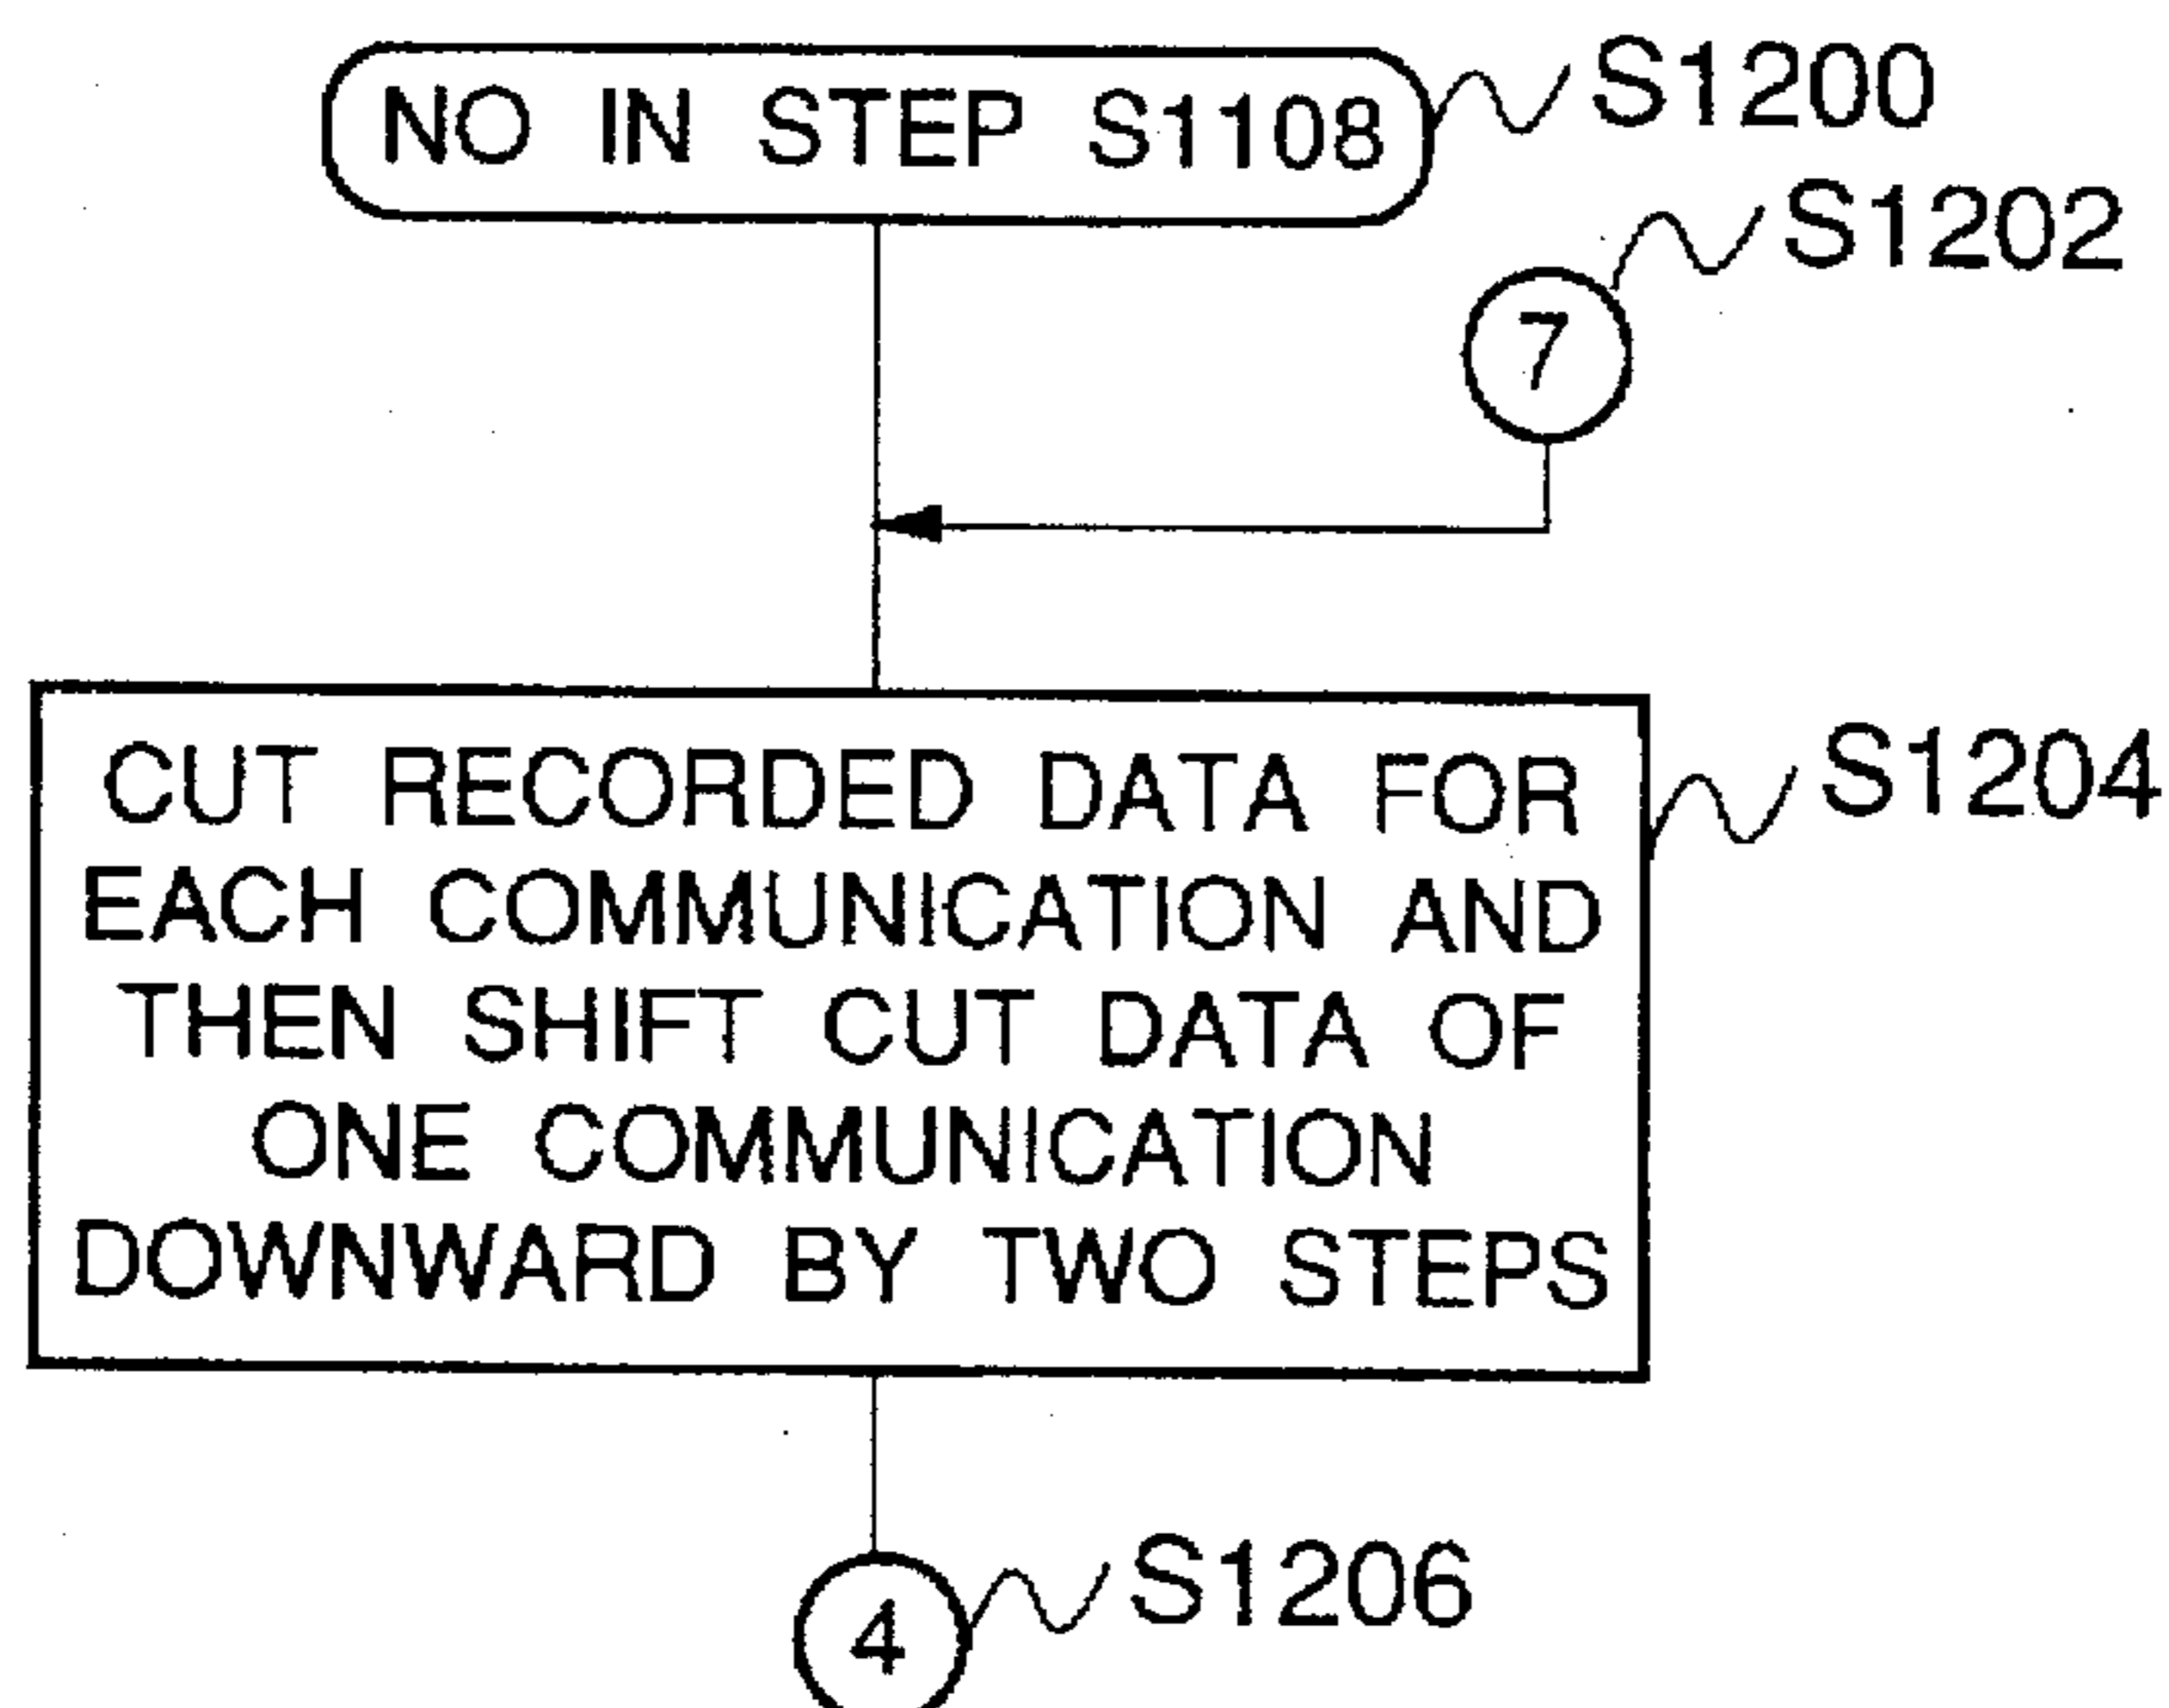 NO IN STEP S1108
S1200
S1202
7
CUT RECORDED DATA FOR
EACH COMMUNICATION AND
THEN SHIFT CUT DATA OF
ONE COMMUNICATION
DOWNWARD BY TWO STEPS
S1204
4
S1206